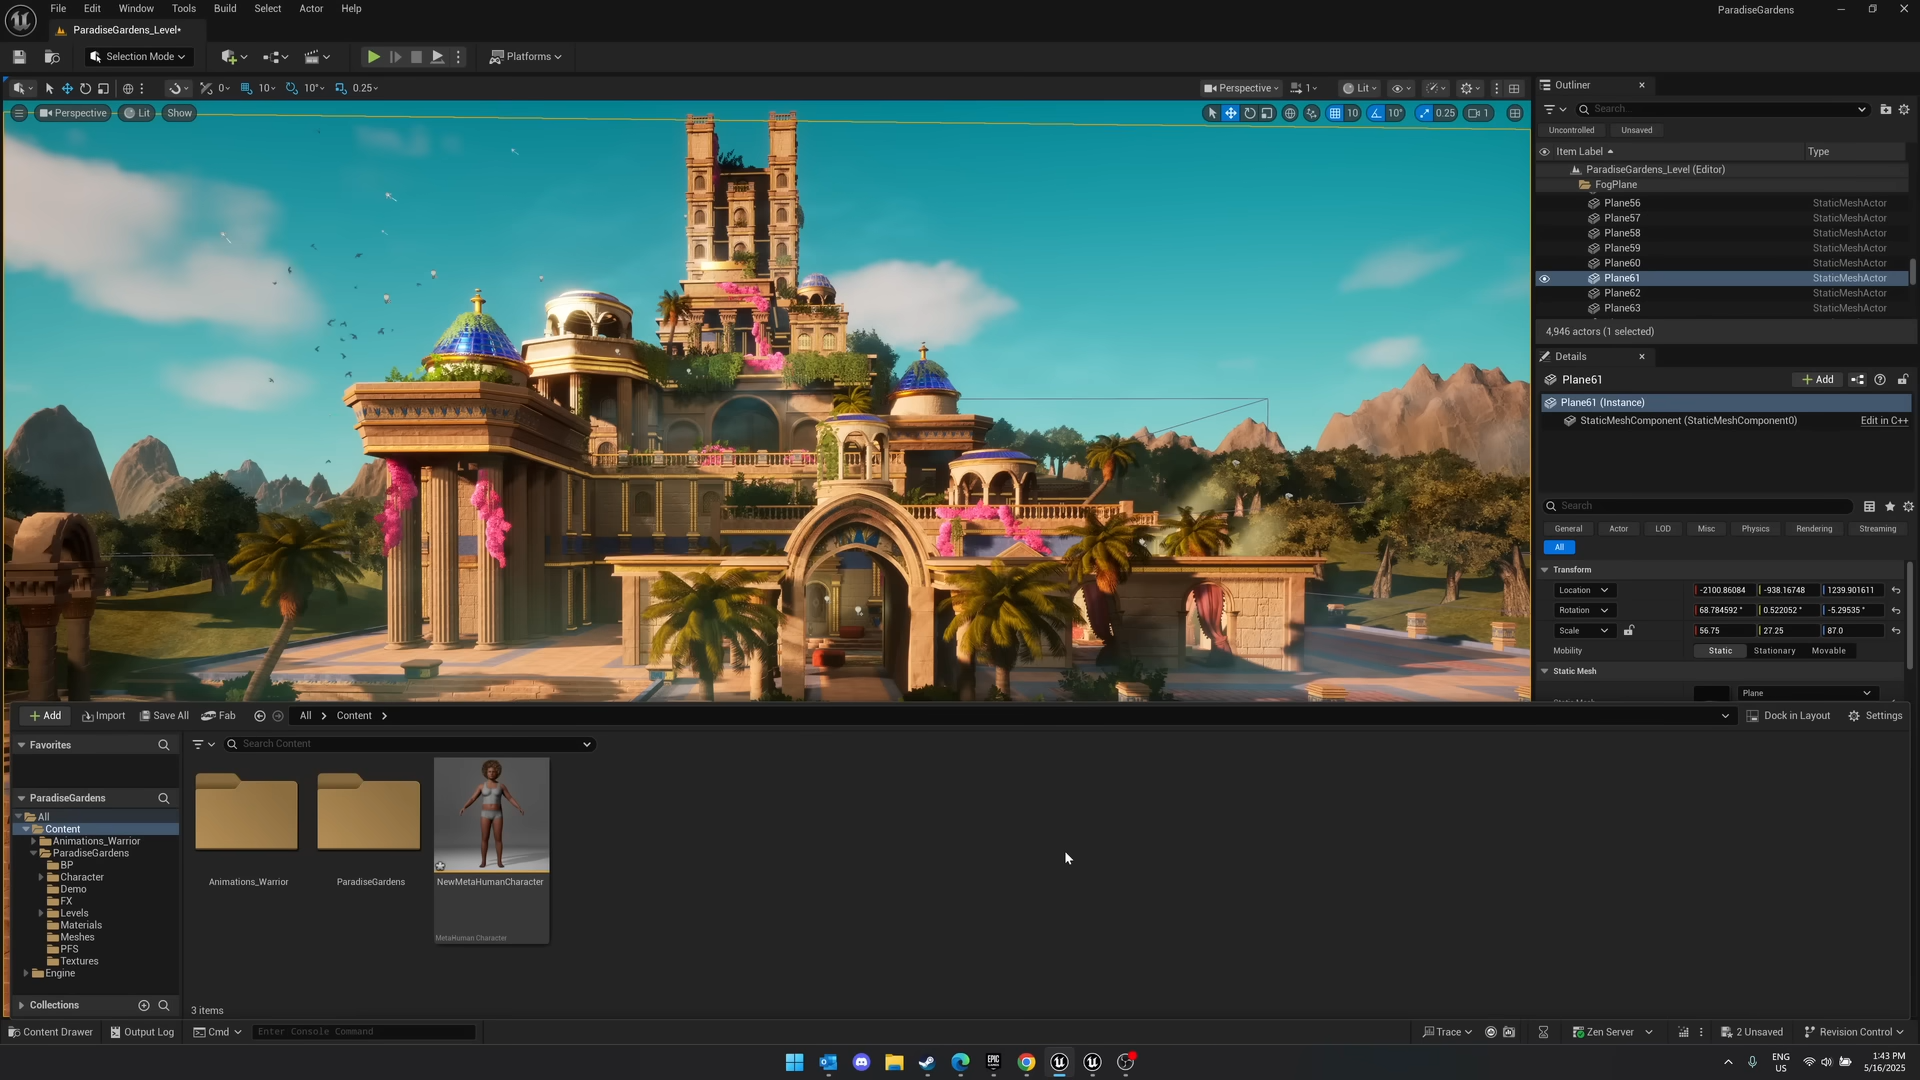 File Edit Window Tools Build Select Actor Help
ParadiseGardens
ParadiseGardens_Level•
Selection Mode
Platforms
0 10 10° 0.25
Perspective 1 Lit
Perspective Lit Show
10 10° 0.25 1
Outliner
Search...
Uncontrolled Unsaved
Item Label Type
ParadiseGardens_Level (Editor)
FogPlane
Plane56 StaticMeshActor
Plane57 StaticMeshActor
Plane58 StaticMeshActor
Plane59 StaticMeshActor
Plane60 StaticMeshActor
Plane61 StaticMeshActor
Plane62 StaticMeshActor
Plane63 StaticMeshActor
4,946 actors (1 selected)
Details
Plane61
Add
Plane61 (Instance)
StaticMeshComponent (StaticMeshComponent0) Edit in C++
Search
General Actor LOD Misc Physics Rendering Streaming
All
Transform
Location -2100.86084 -938.16748 1239.901611
Rotation 68.784592 ° 0.522052 ° -5.29535 °
Scale 56.75 27.25 87.0
Mobility Static Stationary Movable
Static Mesh
Plane
Add Import Save All Fab All Content Dock in Layout Settings
Favorites
Search Content
ParadiseGardens
All
Content
Animations_Warrior
ParadiseGardens
BP
Character
Demo
FX
Levels
Materials
Meshes
PFS
Textures
Engine
Collections
Animations_Warrior ParadiseGardens NewMetaHumanCharacter
MetaHuman Character
3 items
Content Drawer Output Log Cmd Enter Console Command Trace Zen Server 2 Unsaved Revision Control
EPIC
GAMES
ENG
US
1:43 PM
5/16/2025